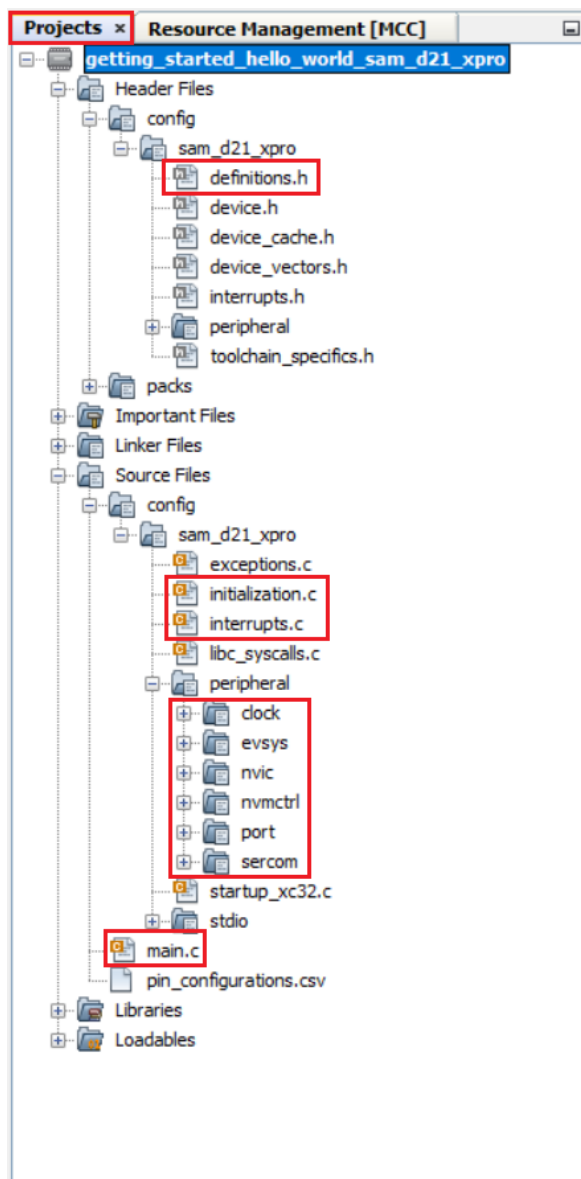 Projects × Resource Management [MCC]
getting_started_hello_world_sam_d21_xpro
Header Files
config
sam_d21_xpro
definitions.h
device.h
device_cache.h
device_vectors.h
interrupts.h
peripheral
toolchain_specifics.h
packs
Important Files
Linker Files
Source Files
config
sam_d21_xpro
exceptions.c
initialization.c
interrupts.c
libc_syscalls.c
peripheral
clock
evsys
nvic
nvmctrl
port
sercom
startup_xc32.c
stdio
main.c
pin_configurations.csv
Libraries
Loadables